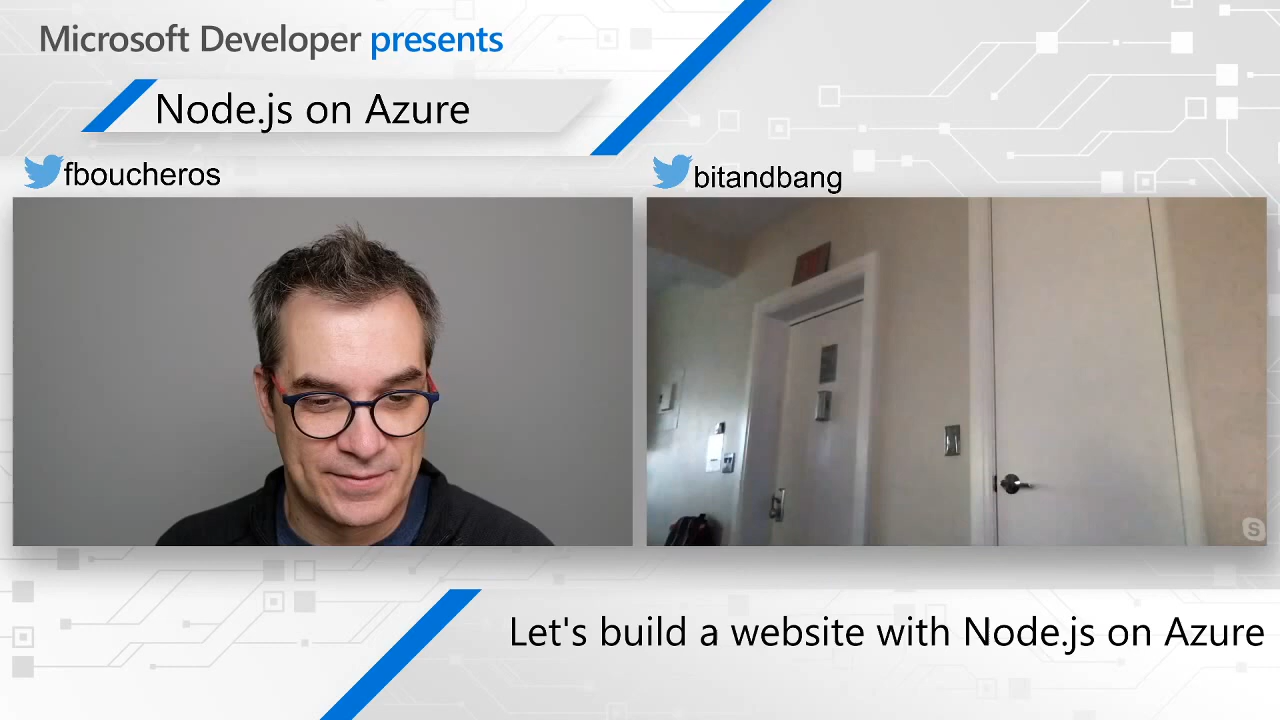 Microsoft Developer presents
Node.js on Azure
fboucheros
bitandbang
Let's build a website with Node.js on Azure